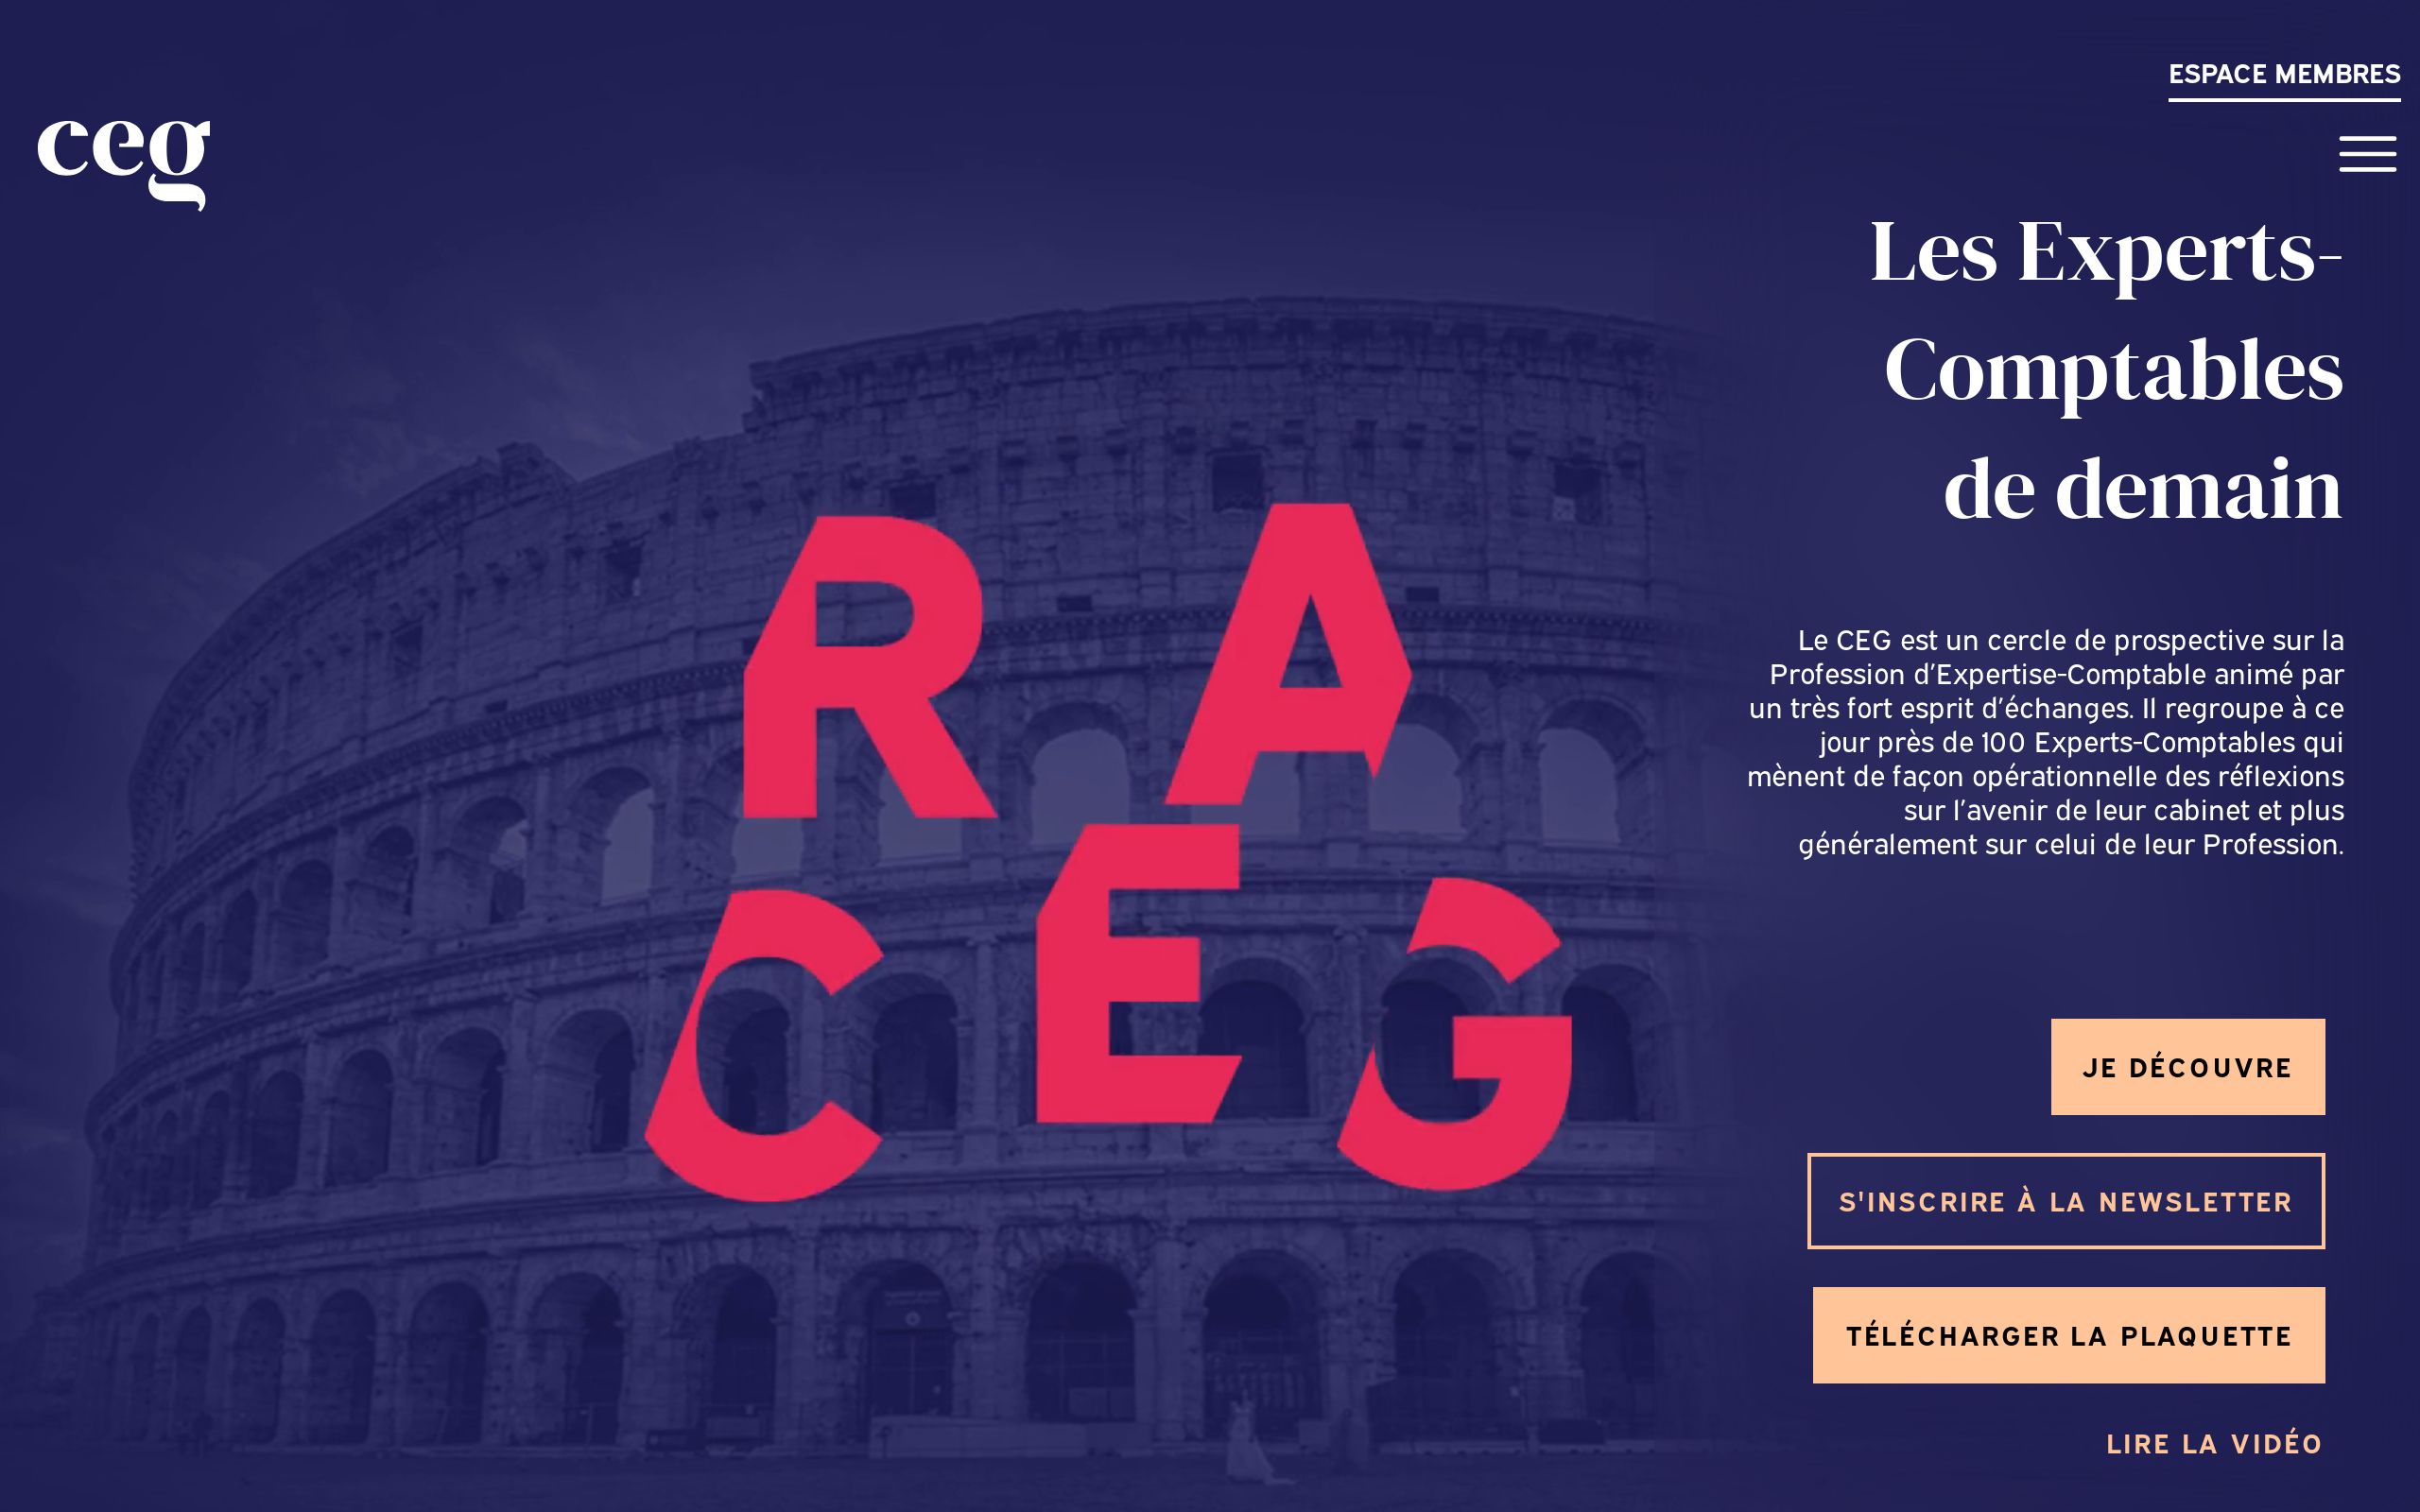 ESPACE MEMBRES
ceg
Les Experts-
Comptables
de demain
R A
C E G
Le CEG est un cercle de prospective sur la
Profession d’Expertise-Comptable animé par
un très fort esprit d’échanges. Il regroupe à ce
jour près de 100 Experts-Comptables qui
mènent de façon opérationnelle des réflexions
sur l’avenir de leur cabinet et plus
généralement sur celui de leur Profession.
JE DÉCOUVRE
S'INSCRIRE À LA NEWSLETTER
TÉLÉCHARGER LA PLAQUETTE
LIRE LA VIDÉO